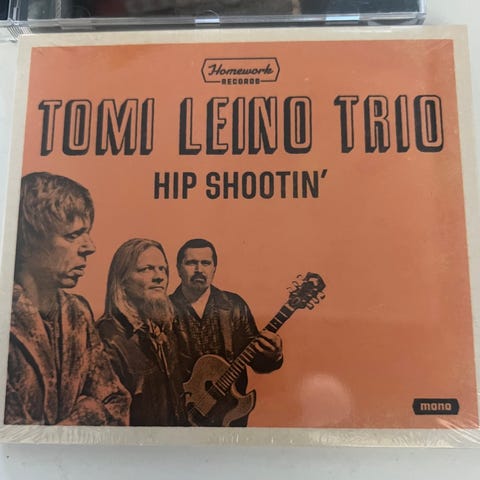 Homework
RECORDS
TOMI LEINO TRIO
HIP SHOOTIN'
mono